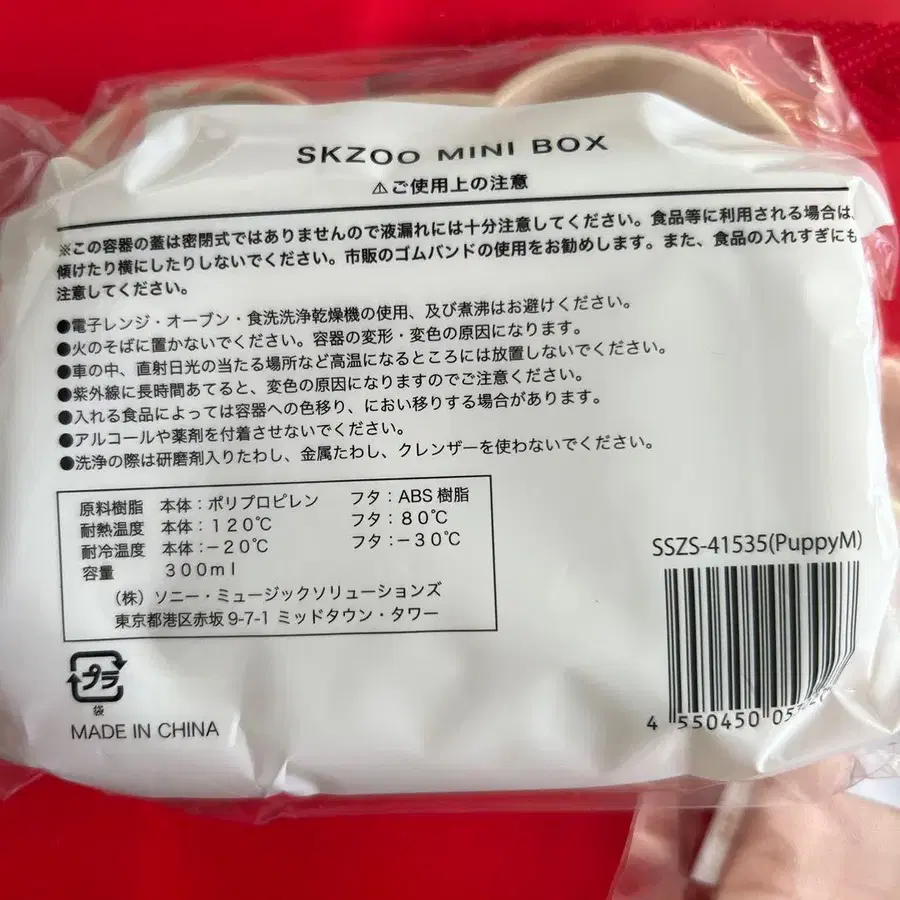 SKZOO MINI BOX
⚠ご使用上の注意
※この容器の蓋は密閉式ではありませんので液漏れには十分注意してください。食品等に利用される場合は、
傾けたり横にしたりしないでください。市販のゴムバンドの使用をお勧めします。また、食品の入れすぎにも
注意してください。
●電子レンジ・オーブン・食洗洗浄乾燥機の使用、及び煮沸はお避けください。
●火のそばに置かないでください。容器の変形・変色の原因になります。
●車の中、直射日光の当たる場所など高温になるところには放置しないでください。
●紫外線に長時間あてると、変色の原因になりますのでご注意ください。
●入れる食品によっては容器への色移り、におい移りする場合があります。
●アルコールや薬剤を付着させないでください。
●洗浄の際は研磨剤入りたわし、金属たわし、クレンザーを使わないでください。
原料樹脂 本体：ポリプロピレン フタ：ABS樹脂
耐熱温度 本体：120℃ フタ：80℃
耐冷温度 本体：−20℃ フタ：−30℃
容量 300ml
（株）ソニー・ミュージックソリューションズ
東京都港区赤坂9-7-1 ミッドタウン・タワー
SSZS-41535(PuppyM)
4 550450
プラ
袋
MADE IN CHINA